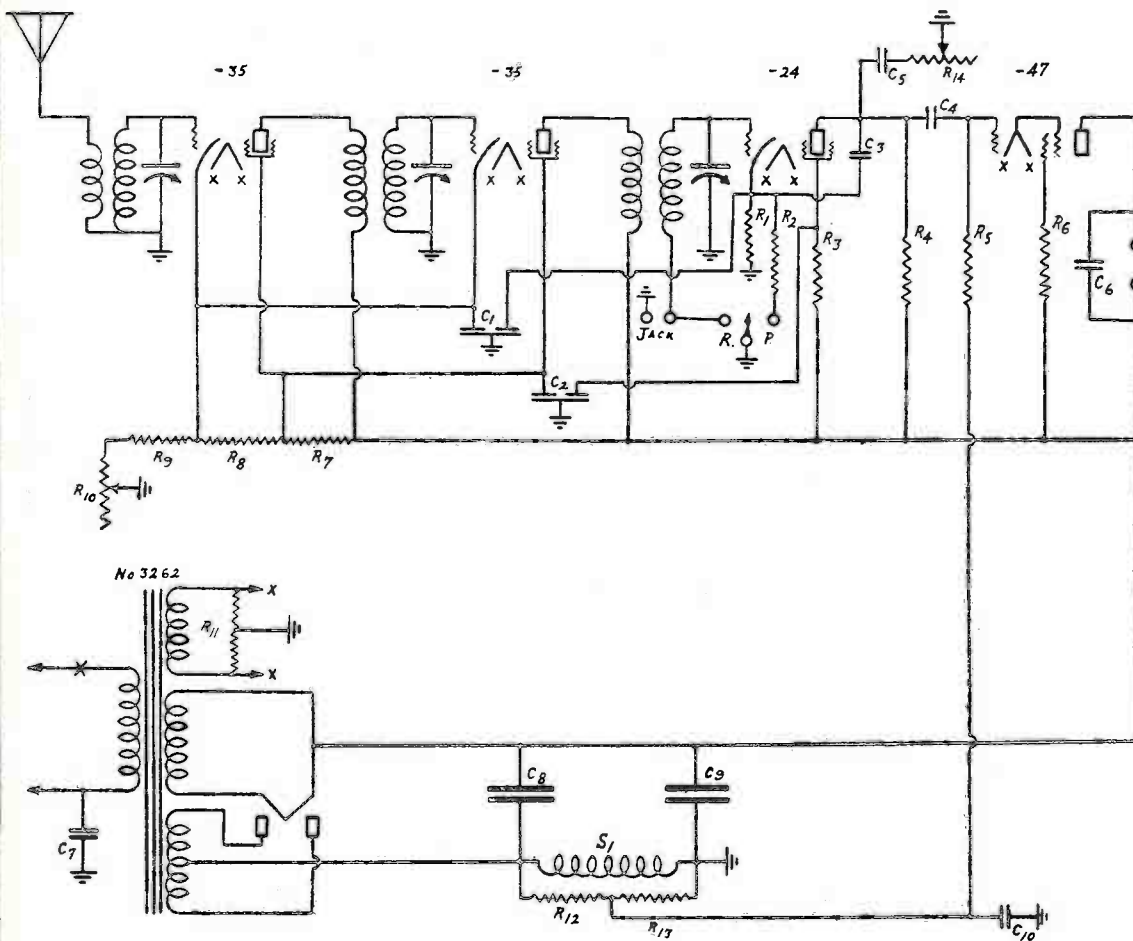 -35
-35
-24
-47
C5
R14
C4
C3
x x
x x
x x
x x
R1
R2
R3
R4
R5
R6
C6
C1
JACK
R.
P.
C2
R9
R8
R7
R10
No 3262
x
R11
x
C8
C9
S1
C7
R12
R13
C10